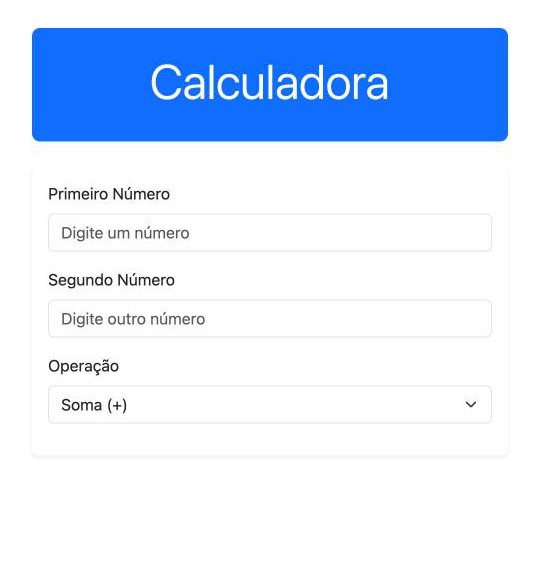 Calculadora
Primeiro Número
Digite um número
Segundo Número
Digite outro número
Operação
Soma (+)